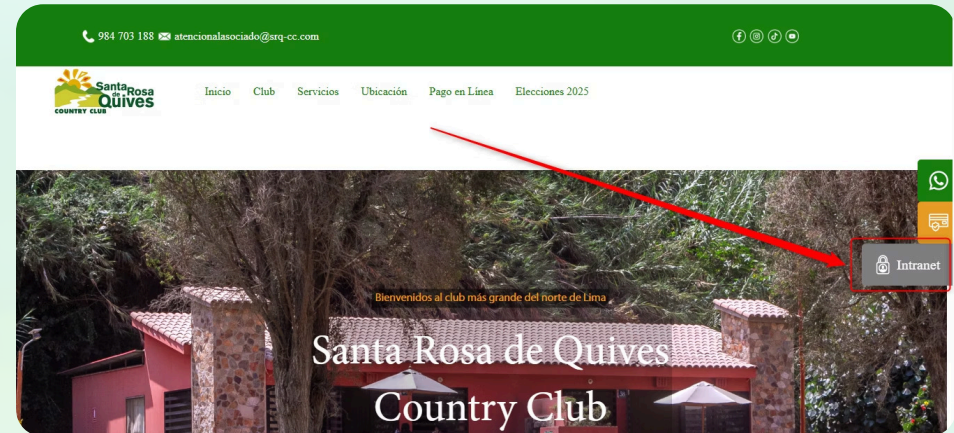 984 703 188 atencionalasociado@srq-cc.com
Santa Rosa
de
Quives
COUNTRY CLUB
Inicio Club Servicios Ubicación Pago en Línea Elecciones 2025
Intranet
Bienvenidos al club más grande del norte de Lima
Santa Rosa de Quives
Country Club